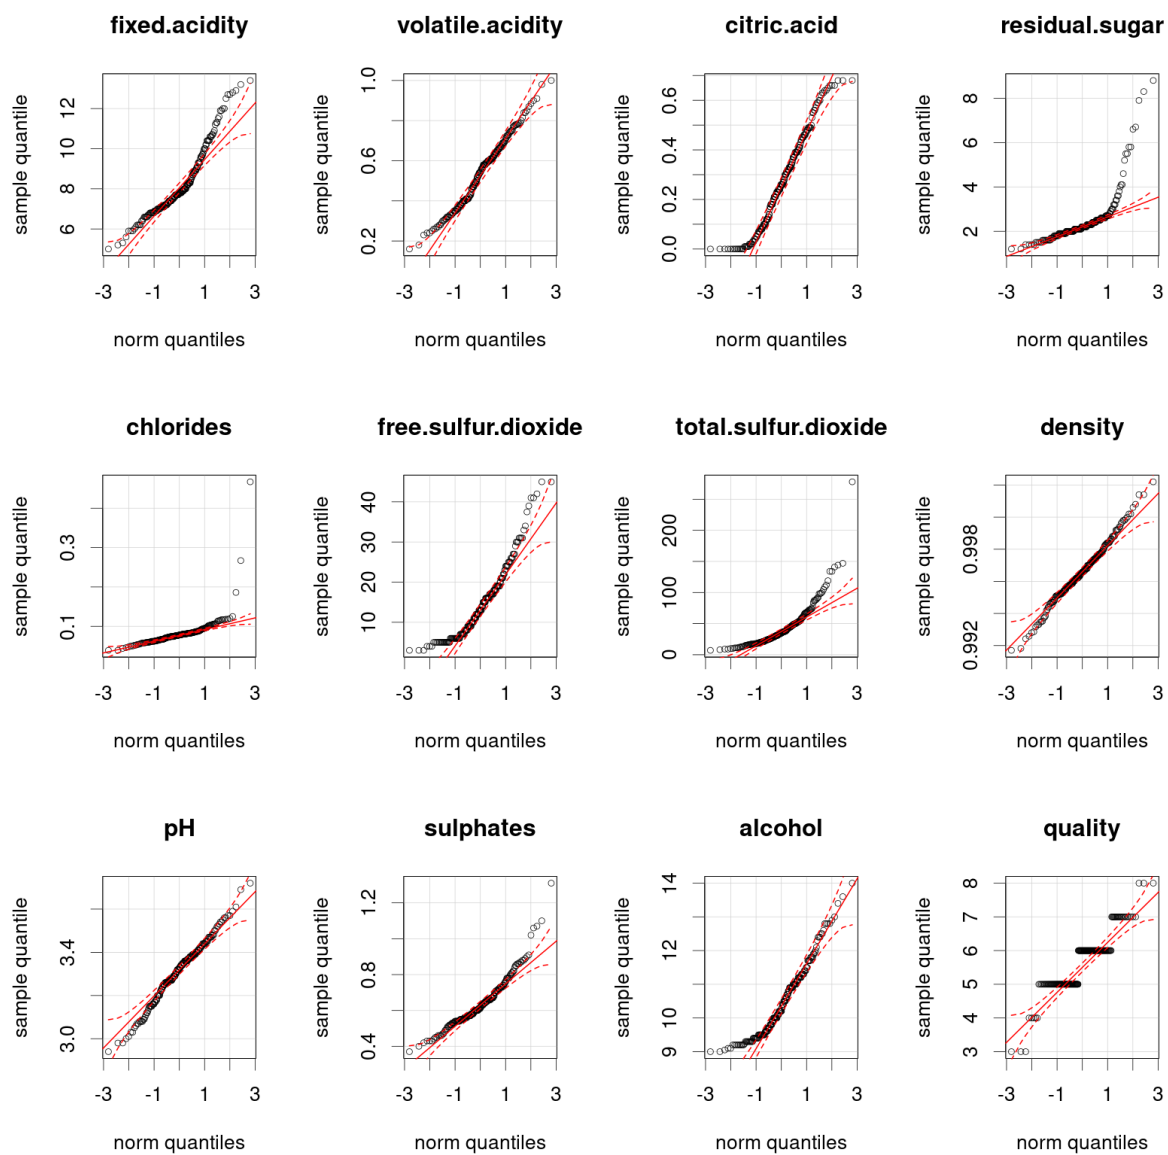 fixed.acidity
sample quantile
12
10
8
6
-3 -1 1 3
norm quantiles
volatile.acidity
sample quantile
1.0
0.6
0.2
-3 -1 1 3
norm quantiles
citric.acid
sample quantile
0.6
0.4
0.2
0.0
-3 -1 1 3
norm quantiles
residual.sugar
sample quantile
8
6
4
2
-3 -1 1 3
norm quantiles
chlorides
sample quantile
0.3
0.1
-3 -1 1 3
norm quantiles
free.sulfur.dioxide
sample quantile
40
30
20
10
-3 -1 1 3
norm quantiles
total.sulfur.dioxide
sample quantile
200
100
0
-3 -1 1 3
norm quantiles
density
sample quantile
0.998
0.992
-3 -1 1 3
norm quantiles
pH
sample quantile
3.4
3.0
-3 -1 1 3
norm quantiles
sulphates
sample quantile
1.2
0.8
0.4
-3 -1 1 3
norm quantiles
alcohol
sample quantile
14
12
10
9
-3 -1 1 3
norm quantiles
quality
sample quantile
8
7
6
5
4
3
-3 -1 1 3
norm quantiles